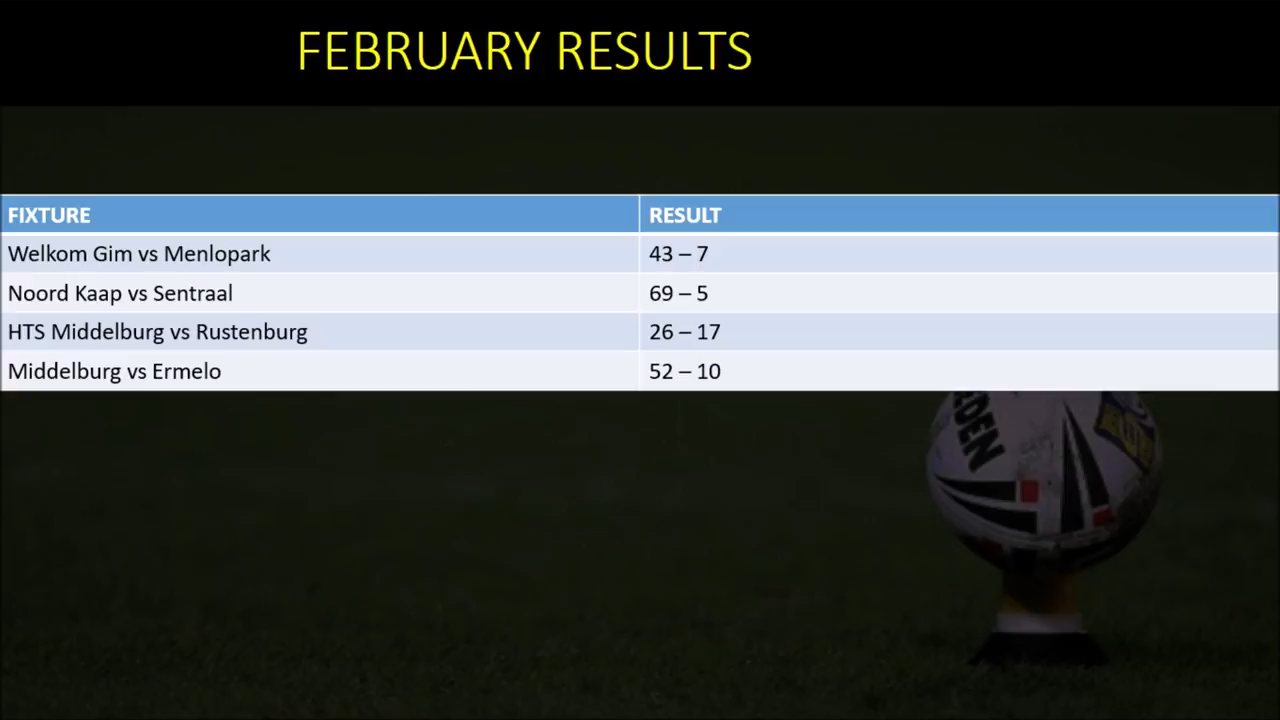 FEBRUARY RESULTS
FIXTURE RESULT
Welkom Gim vs Menlopark 43 – 7
Noord Kaap vs Sentraal 69 – 5
HTS Middelburg vs Rustenburg 26 – 17
Middelburg vs Ermelo 52 – 10